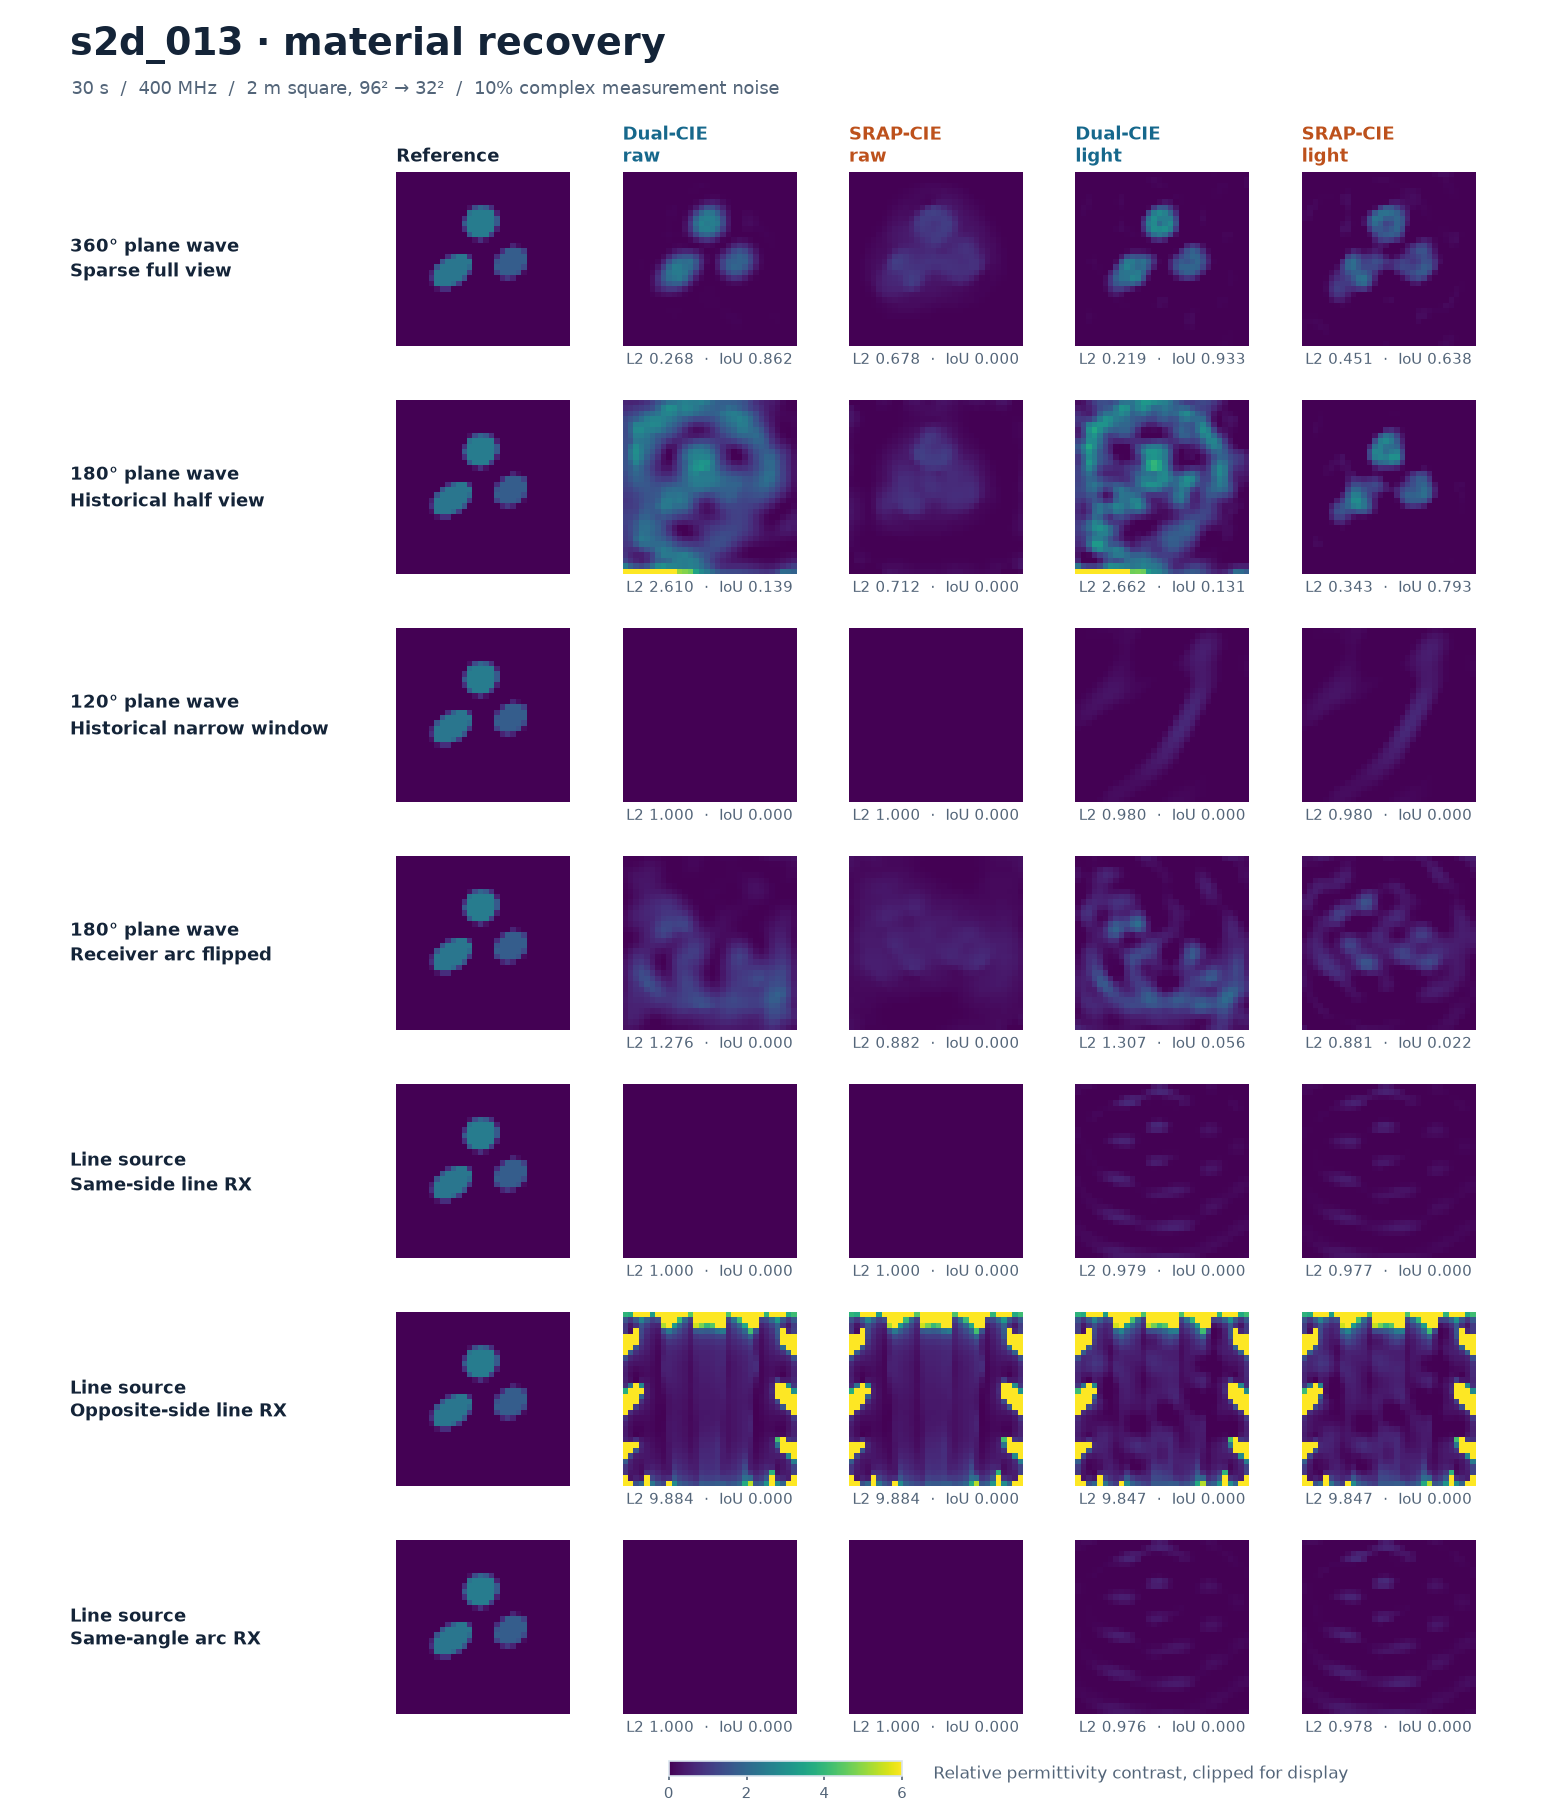 s2d_013 · material recovery
30 s / 400 MHz / 2 m square, 96² → 32² / 10% complex measurement noise
Reference
Dual-CIE
raw
SRAP-CIE
raw
Dual-CIE
light
SRAP-CIE
light
360° plane wave
Sparse full view
L2 0.268 · IoU 0.862
L2 0.678 · IoU 0.000
L2 0.219 · IoU 0.933
L2 0.451 · IoU 0.638
180° plane wave
Historical half view
L2 2.610 · IoU 0.139
L2 0.712 · IoU 0.000
L2 2.662 · IoU 0.131
L2 0.343 · IoU 0.793
120° plane wave
Historical narrow window
L2 1.000 · IoU 0.000
L2 1.000 · IoU 0.000
L2 0.980 · IoU 0.000
L2 0.980 · IoU 0.000
180° plane wave
Receiver arc flipped
L2 1.276 · IoU 0.000
L2 0.882 · IoU 0.000
L2 1.307 · IoU 0.056
L2 0.881 · IoU 0.022
Line source
Same-side line RX
L2 1.000 · IoU 0.000
L2 1.000 · IoU 0.000
L2 0.979 · IoU 0.000
L2 0.977 · IoU 0.000
Line source
Opposite-side line RX
L2 9.884 · IoU 0.000
L2 9.884 · IoU 0.000
L2 9.847 · IoU 0.000
L2 9.847 · IoU 0.000
Line source
Same-angle arc RX
L2 1.000 · IoU 0.000
L2 1.000 · IoU 0.000
L2 0.976 · IoU 0.000
L2 0.978 · IoU 0.000
0 2 4 6
Relative permittivity contrast, clipped for display